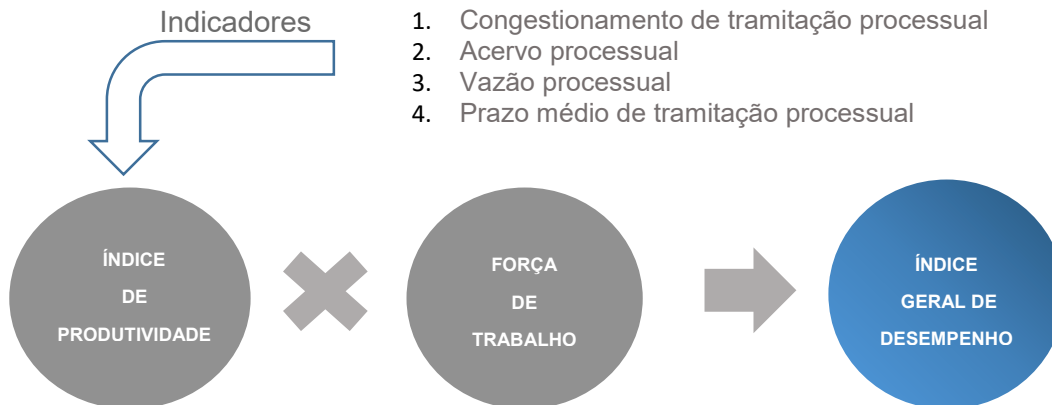 Indicadores
1. Congestionamento de tramitação processual
2. Acervo processual
3. Vazão processual
4. Prazo médio de tramitação processual
ÍNDICE
DE
PRODUTIVIDADE
FORÇA
DE
TRABALHO
ÍNDICE
GERAL DE
DESEMPENHO